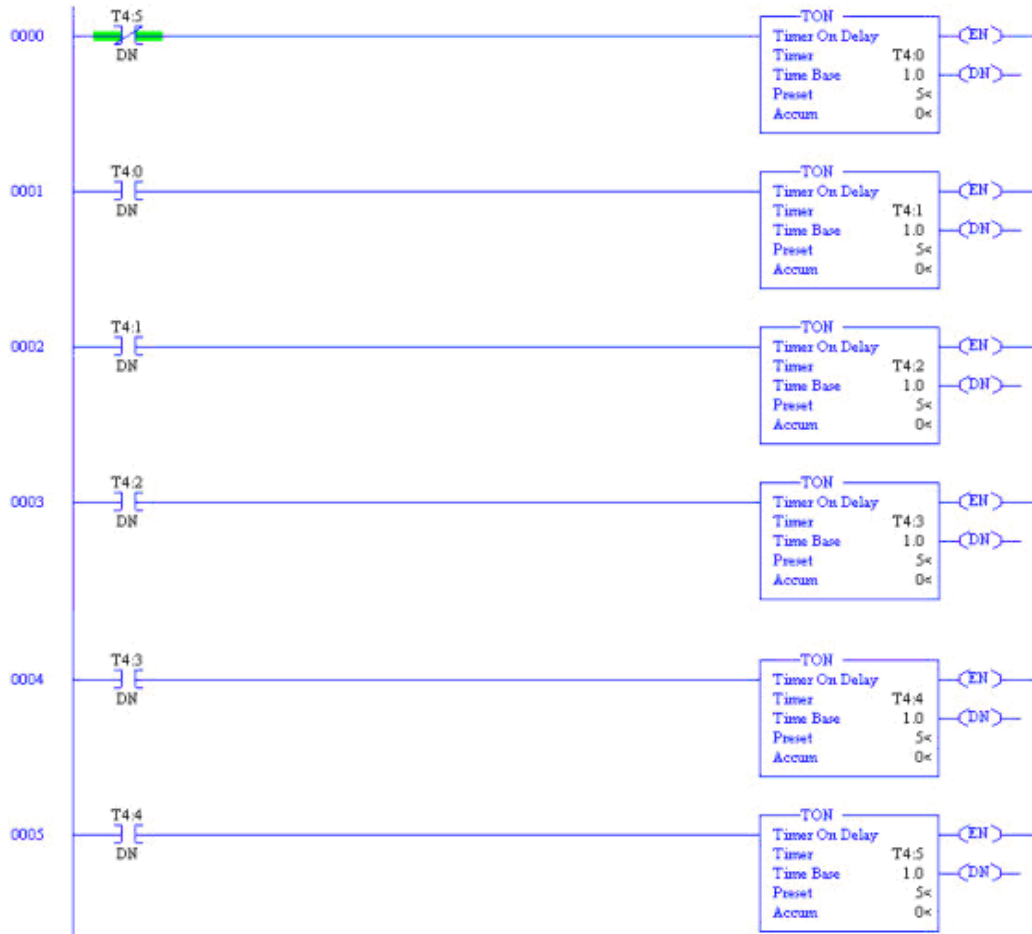 T4:5
TON
0000
EN
DN
Timer On Delay
Timer T4:0
DN
Time Base 1.0
Preset 5<
Accum 0<
T4:0
TON
0001
EN
DN
Timer On Delay
Timer T4:1
DN
Time Base 1.0
Preset 5<
Accum 0<
T4:1
TON
0002
EN
DN
Timer On Delay
Timer T4:2
DN
Time Base 1.0
Preset 5<
Accum 0<
T4:2
TON
0003
EN
DN
Timer On Delay
Timer T4:3
DN
Time Base 1.0
Preset 5<
Accum 0<
T4:3
TON
0004
EN
DN
Timer On Delay
Timer T4:4
DN
Time Base 1.0
Preset 5<
Accum 0<
T4:4
TON
0005
EN
DN
Timer On Delay
Timer T4:5
DN
Time Base 1.0
Preset 5<
Accum 0<